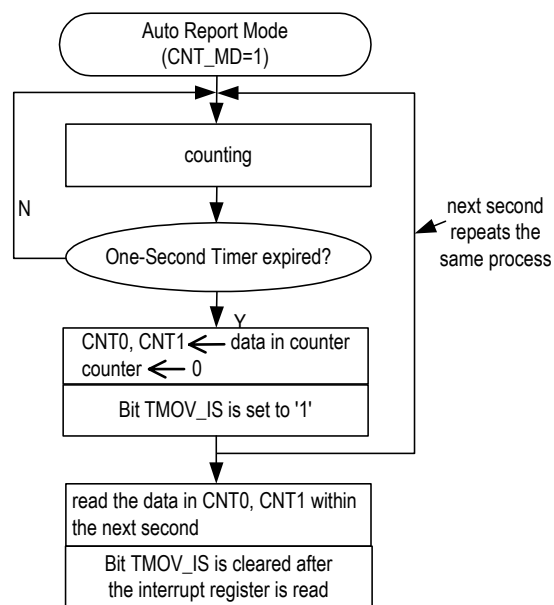 Auto Report Mode
(CNT_MD=1)
counting
N
next second
repeats the
same process
One-Second Timer expired?
Y
CNT0, CNT1 ← data in counter
counter ← 0
Bit TMOV_IS is set to '1'
read the data in CNT0, CNT1 within
the next second
Bit TMOV_IS is cleared after
the interrupt register is read